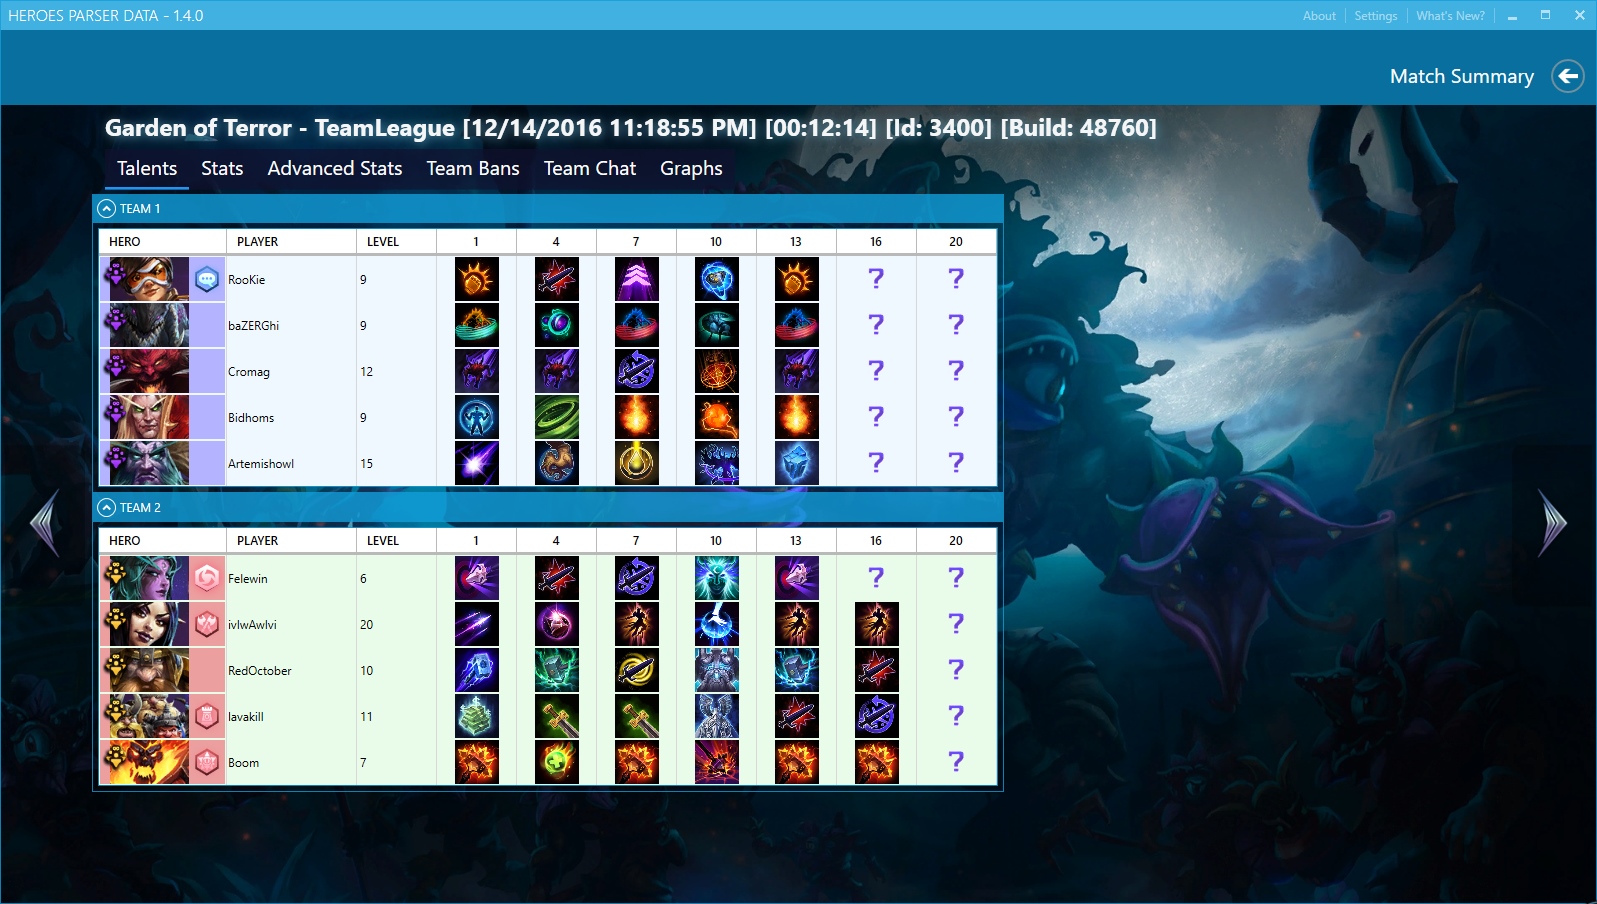 HEROES PARSER DATA - 1.4.0
About Settings What's New?
Match Summary
Garden of Terror - TeamLeague [12/14/2016 11:18:55 PM] [00:12:14] [Id: 3400] [Build: 48760]
Talents Stats Advanced Stats Team Bans Team Chat Graphs
TEAM 1
HERO PLAYER LEVEL 1 4 7 10 13 16 20
RooKie 9 ? ?
baZERGhi 9 ? ?
Cromag 12 ? ?
Bidhoms 9 ? ?
Artemishowl 15 ? ?
TEAM 2
HERO PLAYER LEVEL 1 4 7 10 13 16 20
Felewin 6 ? ?
ivIwAwIvi 20 ?
RedOctober 10 ?
lavakill 11 ?
Boom 7 ?